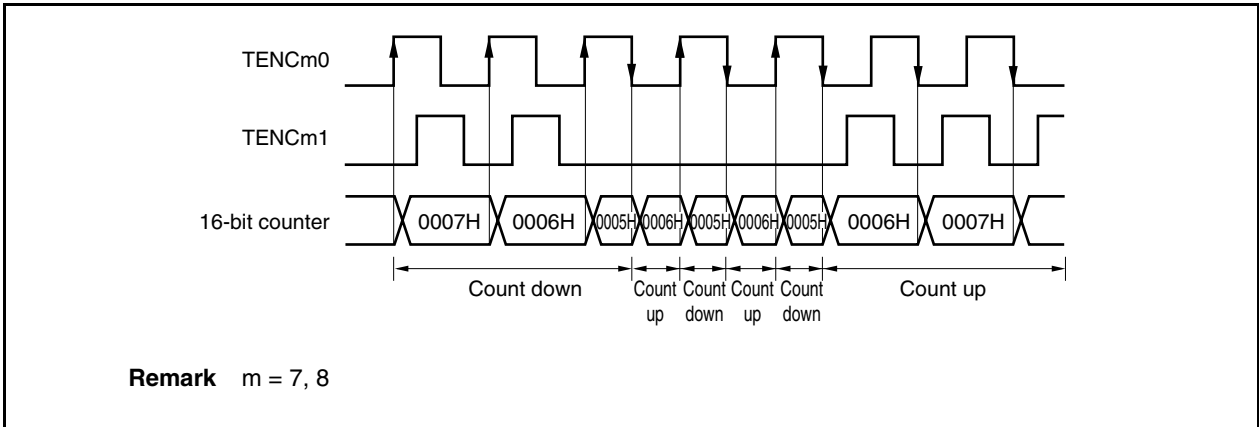 TENCm0
TENCm1
16-bit counter
0007H 0006H 0005H 0006H 0005H 0006H 0005H 0006H 0007H
Count down Count up Count down Count up Count down Count up
Remark m = 7, 8